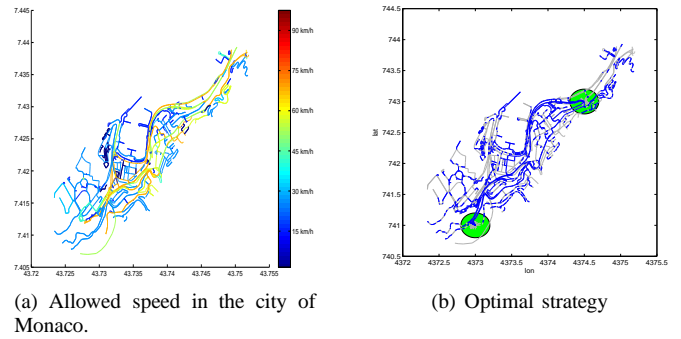 7.445
7.44
7.435
7.43
7.425
7.42
7.415
7.41
7.405
43.72 43.725 43.73 43.735 43.74 43.745 43.75 43.755
90 km/h
75 km/h
60 km/h
45 km/h
30 km/h
15 km/h
(a) Allowed speed in the city of
Monaco.
744.5
744
743.5
743
742.5
742
741.5
741
740.5
lat
4372 4372.5 4373 4373.5 4374 4374.5 4375 4375.5
lon
(b) Optimal strategy